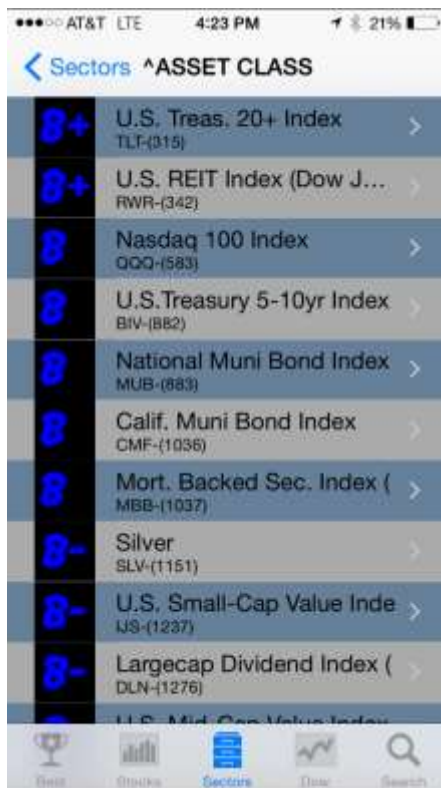 AT&T LTE 4:23 PM 21%
Sectors ^ASSET CLASS
8+ U.S. Treas. 20+ Index
TLT-(315)
8+ U.S. REIT Index (Dow J...
RWR-(342)
8 Nasdaq 100 Index
QQQ-(583)
8 U.S.Treasury 5-10yr Index
BIV-(882)
8 National Muni Bond Index
MUB-(883)
8 Calif. Muni Bond Index
CMF-(1036)
8 Mort. Backed Sec. Index (
MBB-(1037)
8- Silver
SLV-(1151)
8- U.S. Small-Cap Value Inde
IJS-(1237)
8- Largecap Dividend Index (
DLN-(1276)
U.S. Mid-Cap Value Index
Best Stocks Sectors Dow Search